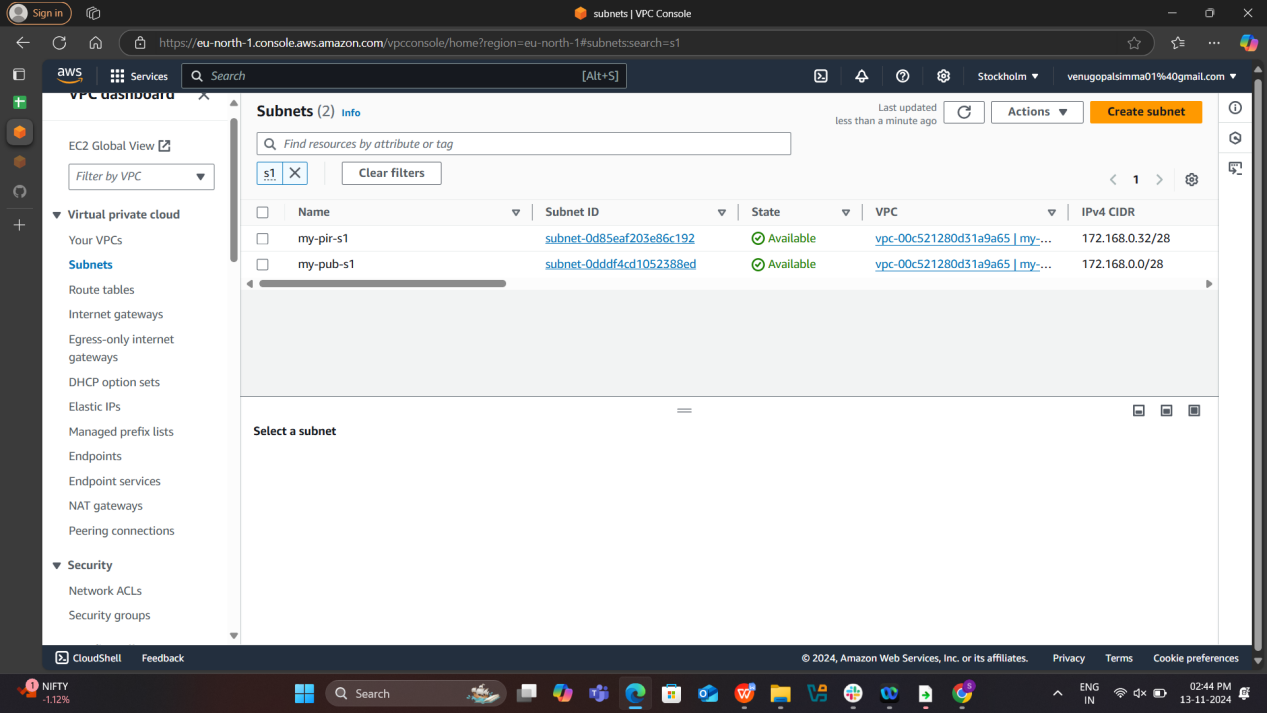 Sign in
subnets | VPC Console
https://eu-north-1.console.aws.amazon.com/vpcconsole/home?region=eu-north-1#subnets:search=s1
aws
Services
Search
[Alt+S]
Stockholm
venugopalsimma01%40gmail.com
VPC dashboard
EC2 Global View
Filter by VPC
Virtual private cloud
Your VPCs
Subnets
Route tables
Internet gateways
Egress-only internet
gateways
DHCP option sets
Elastic IPs
Managed prefix lists
Endpoints
Endpoint services
NAT gateways
Peering connections
Security
Network ACLs
Security groups
Subnets (2) Info
Last updated
less than a minute ago
Actions
Create subnet
Find resources by attribute or tag
s1
Clear filters
1
Name Subnet ID State VPC IPv4 CIDR
my-pir-s1 subnet-0d85eaf203e86c192 Available vpc-00c521280d31a9a65 | my-... 172.168.0.32/28
my-pub-s1 subnet-0dddf4cd1052388ed Available vpc-00c521280d31a9a65 | my-... 172.168.0.0/28
Select a subnet
CloudShell
Feedback
© 2024, Amazon Web Services, Inc. or its affiliates.
Privacy
Terms
Cookie preferences
1
NIFTY
-1.12%
Search
S
ENG
IN
02:44 PM
13-11-2024